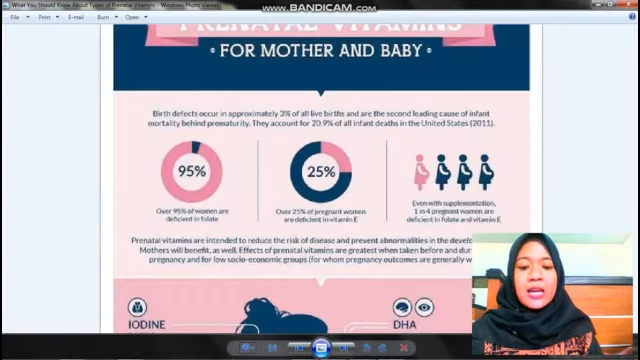 What You Should Know About Types of Prenatal Vitamins - Windows Photo Viewer
WWW.BANDICAM.COM
File Print E-mail Burn Open
PRENATAL VITAMINS
FOR MOTHER AND BABY
Birth defects occur in approximately 3% of all live births and are the second leading cause of infant
mortality behind prematurity. They account for 20.9% of all infant deaths in the United States (2011).
95%
25%
Over 95% of women are
deficient in folate
Over 25% of pregnant women
are deficient in vitamin E
Even with supplementation,
1 in 4 pregnant women are
deficient in folate and vitamin E
Prenatal vitamins are intended to reduce the risk of disease and prevent abnormalities in the develop
Mothers will benefit, as well. Effects of prenatal vitamins are greatest when taken before and dur
pregnancy and for low socio-economic groups (for whom pregnancy outcomes are generally w
IODINE
DHA